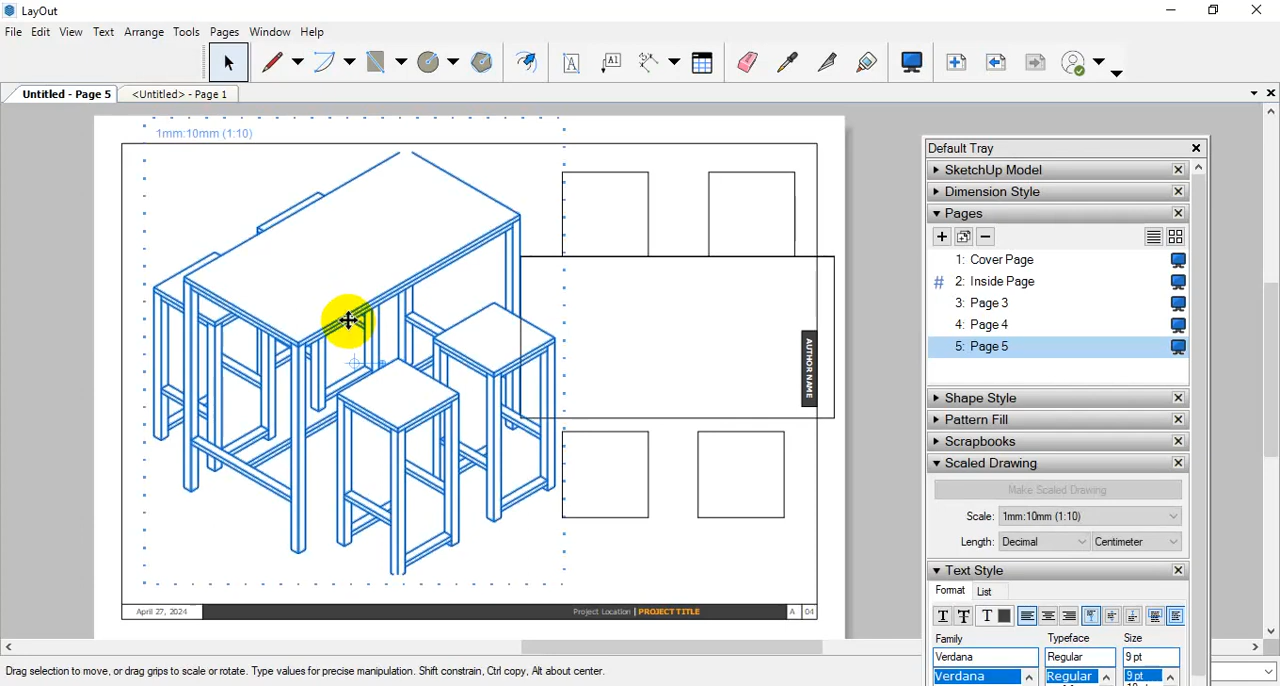 LayOut
File Edit View Text Arrange Tools Pages Window Help
Untitled - Page 5 <Untitled> - Page 1
1mm:10mm (1:10)
AUTHOR NAME
April 27, 2024 Project Location | PROJECT TITLE A 04
Default Tray
SketchUp Model
Dimension Style
Pages
1: Cover Page
# 2: Inside Page
3: Page 3
4: Page 4
5: Page 5
Shape Style
Pattern Fill
Scrapbooks
Scaled Drawing
Make Scaled Drawing
Scale: 1mm:10mm (1:10)
Length: Decimal Centimeter
Text Style
Format List
Family Typeface Size
Verdana Regular 9 pt
Verdana Regular 9 pt
Drag selection to move, or drag grips to scale or rotate. Type values for precise manipulation. Shift constrain, Ctrl copy, Alt about center.